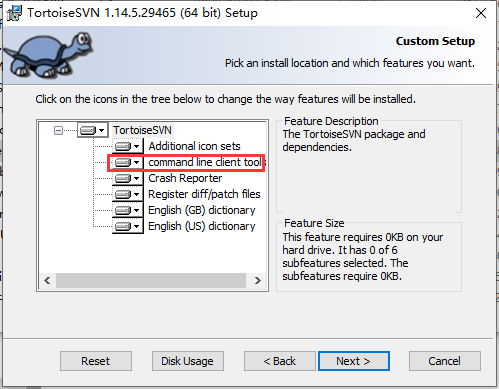 TortoiseSVN 1.14.5.29465 (64 bit) Setup
Custom Setup
Pick an install location and which features you want.
Click on the icons in the tree below to change the way features will be installed.
TortoiseSVN
Additional icon sets
command line client tools
Crash Reporter
Register diff/patch files
English (GB) dictionary
English (US) dictionary
Feature Description
The TortoiseSVN package and
dependencies.
Feature Size
This feature requires 0KB on your
hard drive. It has 0 of 6
subfeatures selected. The
subfeatures require 0KB.
Reset
Disk Usage
< Back
Next >
Cancel